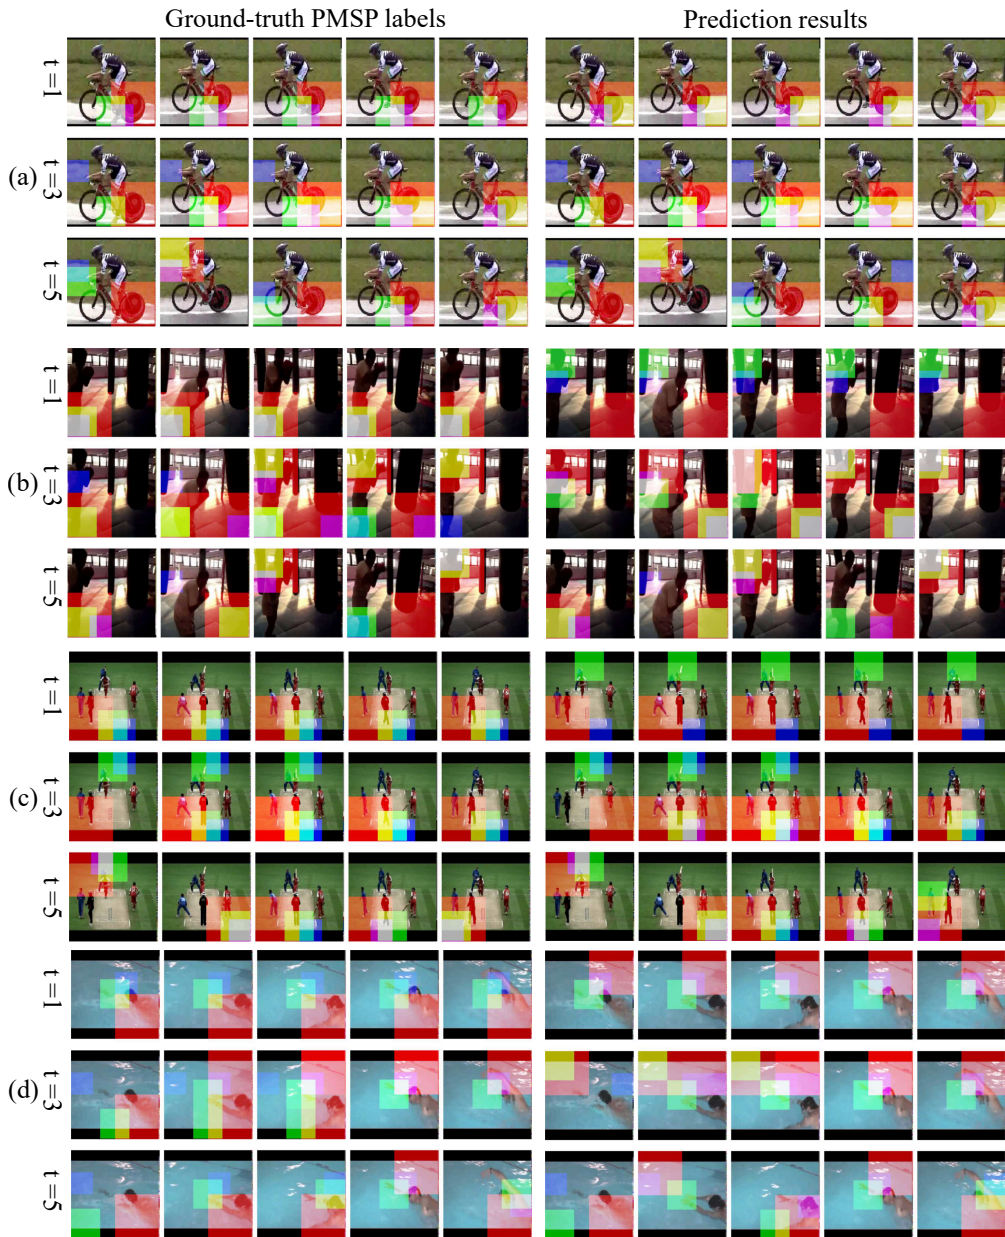 Ground-truth PMSP labels
Prediction results
t=1
(a)
t=3
t=5
t=1
(b)
t=3
t=5
t=1
(c)
t=3
t=5
t=1
(d)
t=3
t=5